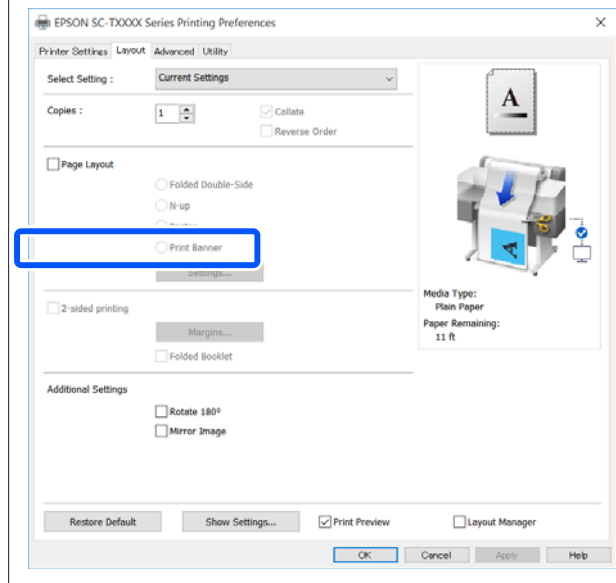 EPSON SC-TXXXX Series Printing Preferences
Printer Settings Layout Advanced Utility
Select Setting : Current Settings
Copies : 1 Collate
Reverse Order
A
Page Layout
Folded Double-Side
N-up
Print Banner
Settings...
2-sided printing
Margins...
Folded Booklet
Media Type:
Plain Paper
Paper Remaining:
11 ft
Additional Settings
Rotate 180°
Mirror Image
Restore Default Show Settings... Print Preview Layout Manager
OK Cancel Apply Help